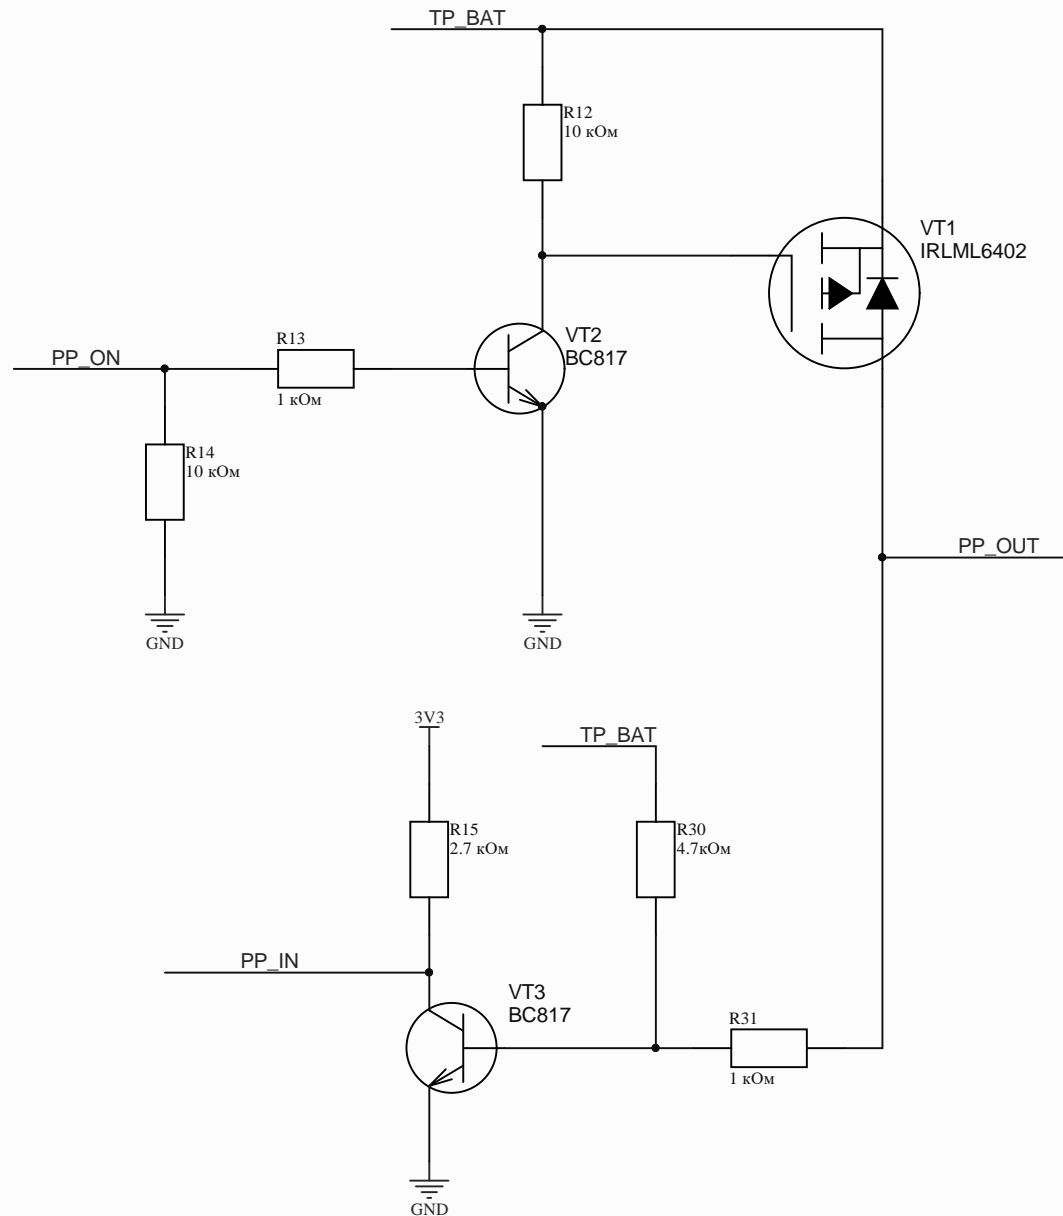 TP_BAT
R12
10 кОм
VT1
IRLML6402
VT2
BC817
R13
PP_ON
1 кОм
R14
10 кОм
PP_OUT
GND
GND
3V3
TP_BAT
R15
2.7 кОм
R30
4.7кОм
PP_IN
VT3
BC817
R31
1 кОм
GND